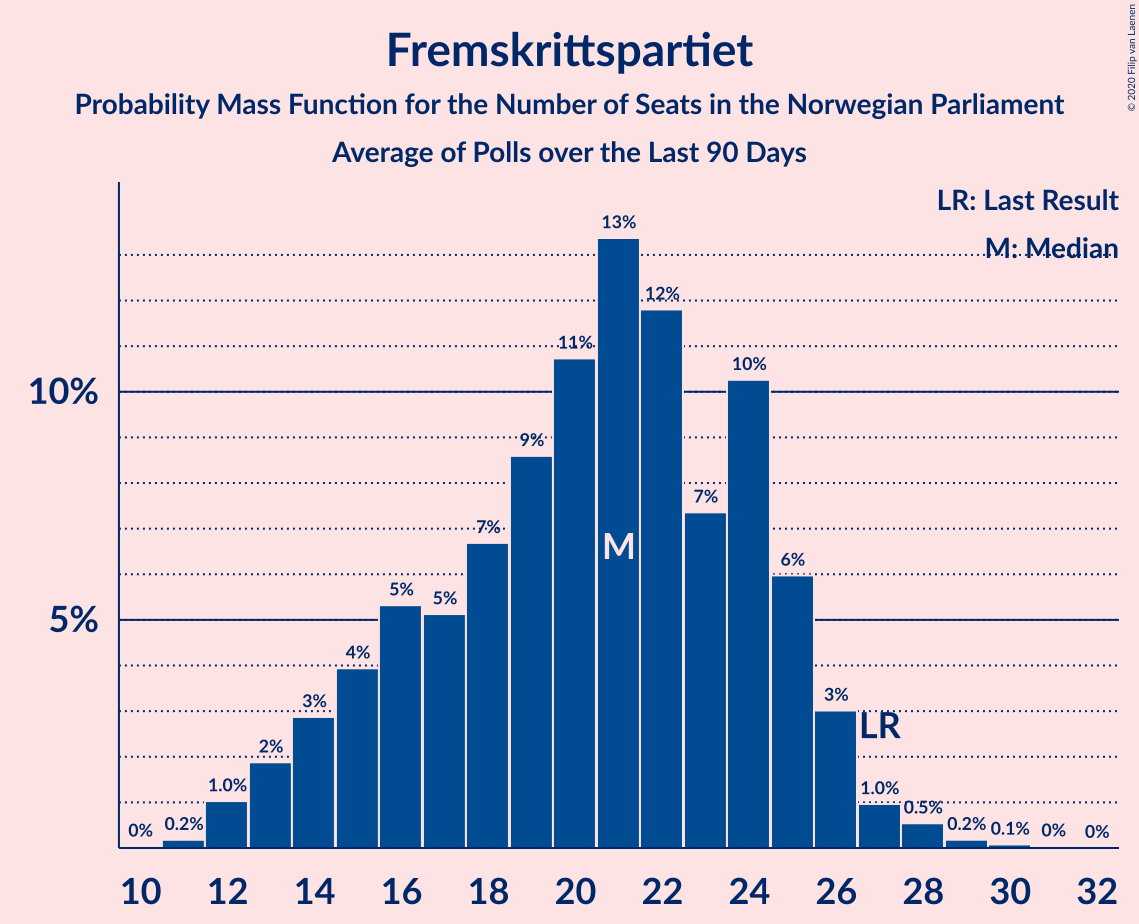 Fremskrittspartiet
Probability Mass Function for the Number of Seats in the Norwegian Parliament
Average of Polls over the Last 90 Days
© 2020 Filip van Laenen
LR: Last Result
M: Median
13%
12%
11%
10%
10%
9%
7%
7%
M
6%
5%
5%
5%
4%
3%
3%
LR
2%
1.0%
1.0%
0.5%
0% 0.2% 0.2% 0.1% 0% 0%
10 12 14 16 18 20 22 24 26 28 30 32